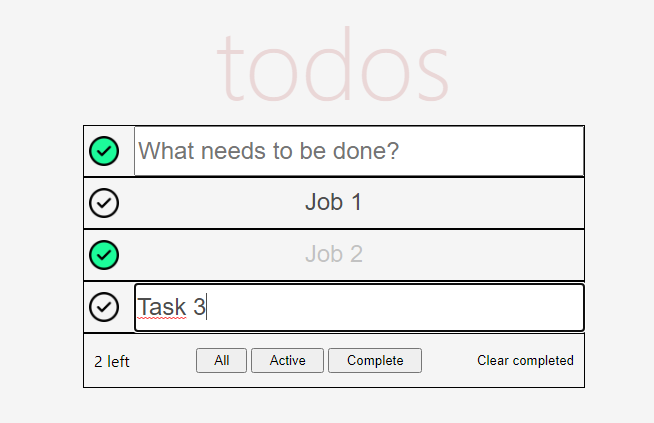 todos
What needs to be done?
Job 1
Job 2
Task 3
2 left All Active Complete Clear completed